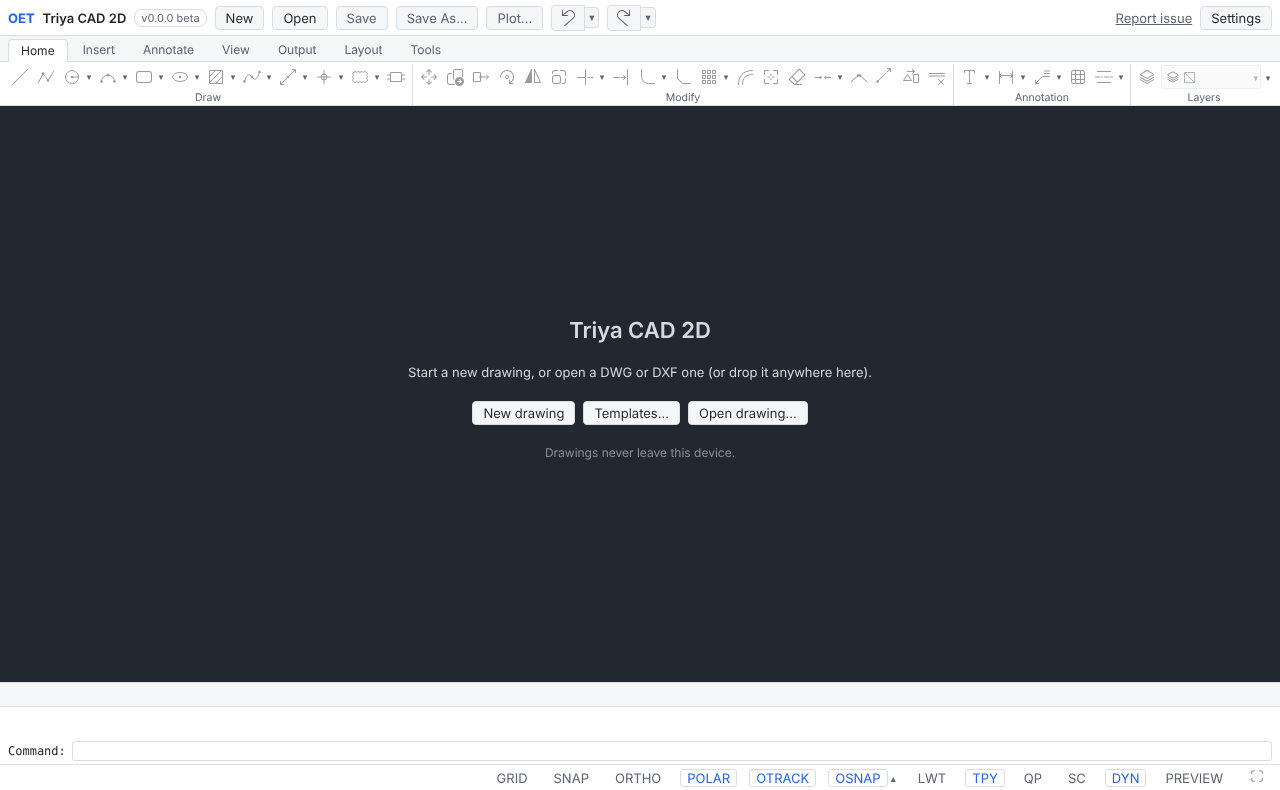 OET Triya CAD 2D v0.0.0 beta New Open Save Save As... Plot... Report issue Settings
Home Insert Annotate View Output Layout Tools
Draw Modify Annotation Layers
Triya CAD 2D
Start a new drawing, or open a DWG or DXF one (or drop it anywhere here).
New drawing Templates... Open drawing...
Drawings never leave this device.
Command:
GRID SNAP ORTHO POLAR OTRACK OSNAP LWT TPY QP SC DYN PREVIEW